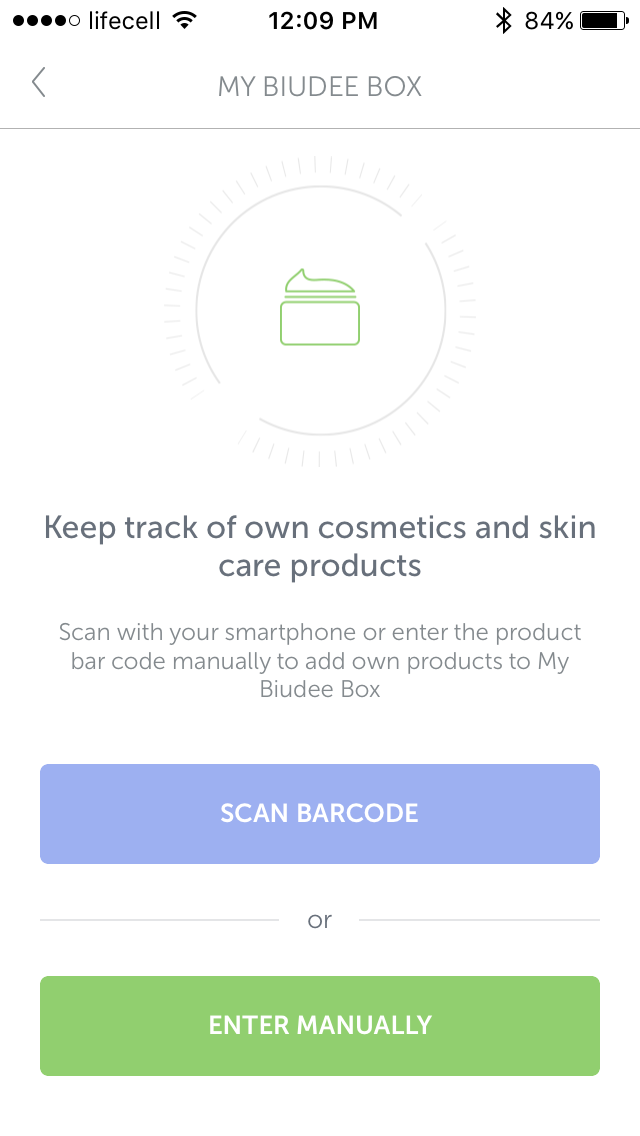 lifecell 12:09 PM 84%
MY BIUDEE BOX
Keep track of own cosmetics and skin
care products
Scan with your smartphone or enter the product
bar code manually to add own products to My
Biudee Box
SCAN BARCODE
or
ENTER MANUALLY